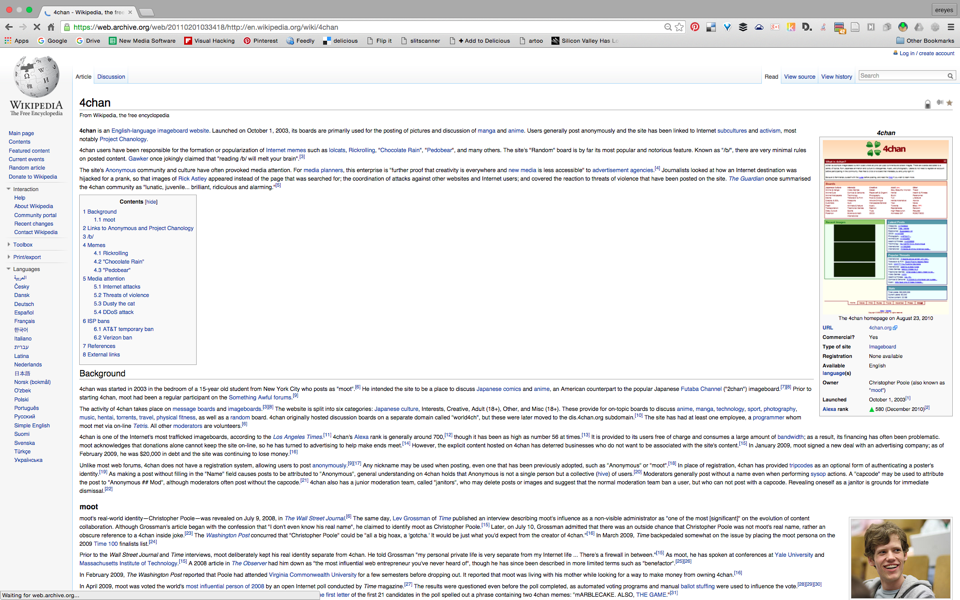 4chan - Wikipedia, the free
ereyes
https://web.archive.org/web/20110201033418/http://en.wikipedia.org/wiki/4chan
Apps Google Drive New Media Software Visual Hacking Pinterest Feedly delicious Flip it slitscanner + Add to Delicious artoo Silicon Valley Has Lo Other Bookmarks
Log in / create account
Article Discussion Read View source View history Search
WIKIPEDIA
The Free Encyclopedia
Main page
Contents
Featured content
Current events
Random article
Donate to Wikipedia
Interaction
Help
About Wikipedia
Community portal
Recent changes
Contact Wikipedia
Toolbox
Print/export
Languages
العربية
Česky
Dansk
Deutsch
Español
Français
한국어
Italiano
עברית
Latina
Nederlands
日本語
Norsk (bokmål)
O'zbek
Polski
Português
Русский
Simple English
Suomi
Svenska
Türkçe
Українська
4chan
From Wikipedia, the free encyclopedia
4chan is an English-language imageboard website. Launched on October 1, 2003, its boards are primarily used for the posting of pictures and discussion of manga and anime. Users generally post anonymously and the site has been linked to Internet subcultures and activism, most
notably Project Chanology.
4chan users have been responsible for the formation or popularization of Internet memes such as lolcats, Rickrolling, "Chocolate Rain", "Pedobear", and many others. The site's "Random" board is by far its most popular and notorious feature. Known as "/b/", there are very minimal rules
on posted content. Gawker once jokingly claimed that "reading /b/ will melt your brain".[3]
The site's Anonymous community and culture have often provoked media attention. For media planners, this enterprise is "further proof that creativity is everywhere and new media is less accessible" to advertisement agencies.[4] Journalists looked at how an Internet destination was
hijacked for a prank, so that images of Rick Astley appeared instead of the page that was searched for; the coordination of attacks against other websites and Internet users; and covered the reaction to threats of violence that have been posted on the site. The Guardian once summarised
the 4chan community as "lunatic, juvenile... brilliant, ridiculous and alarming."[5]
Contents [hide]
1 Background
1.1 moot
2 Links to Anonymous and Project Chanology
3 /b/
4 Memes
4.1 Rickrolling
4.2 "Chocolate Rain"
4.3 "Pedobear"
5 Media attention
5.1 Internet attacks
5.2 Threats of violence
5.3 Dusty the cat
5.4 DDoS attack
6 ISP bans
6.1 AT&T temporary ban
6.2 Verizon ban
7 References
8 External links
4chan
4chan
The 4chan homepage on August 23, 2010
URL 4chan.org
Commercial? Yes
Type of site Imageboard
Registration None available
Available language(s) English
Owner Christopher Poole (also known as "moot")
Launched October 1, 2003[1]
Alexa rank 580 (December 2010)[2]
Background
4chan was started in 2003 in the bedroom of a 15-year old student from New York City who posts as "moot".[6] He intended the site to be a place to discuss Japanese comics and anime, an American counterpart to the popular Japanese Futaba Channel ("2chan") imageboard.[7][8] Prior to
starting 4chan, moot had been a regular participant on the Something Awful forums.[9]
The activity of 4chan takes place on message boards and imageboards.[3][8] The website is split into six categories: Japanese culture, Interests, Creative, Adult (18+), Other, and Misc (18+). These provide for on-topic boards to discuss anime, manga, technology, sport, photography,
music, hentai, torrents, travel, physical fitness, as well as a random board. 4chan originally hosted discussion boards on a separate called "world4ch", but these were later moved to the dis.4chan.org subdomain.[10] The site has had at least one employee, a programmer whom
moot met via on-line Tetris. All other moderators are volunteers.[6]
4chan is one of the Internet's most trafficked imageboards, according to the Los Angeles Times.[11] 4chan's Alexa rank is generally around 700,[12] though it has been as high as number 56 at times.[13] It is provided to its users free of charge and consumes a large amount of bandwidth; as a result, its financing has often been problematic.
moot acknowledges that donations alone cannot keep the site on-line, so he has turned to advertising to help make ends meet.[14] However, the explicit content hosted on 4chan has deterred businesses who do not want to be associated with the site's content.[15] In January 2009, moot signed a new deal with an advertising company; as of
February 2009, he was $20,000 in debt and the site was continuing to lose money.[16]
Unlike most web forums, 4chan does not have a registration system, allowing users to post anonymously.[9][17] Any nickname may be used when posting, even one that has been previously adopted, such as "Anonymous" or "moot".[18] In place of registration, 4chan has provided tripcodes as an optional form of authenticating a poster's
identity.[19] As making a post without filling in the "Name" field causes posts to be attributed to "Anonymous", general understanding on 4chan holds that Anonymous is not a single person but a collective (hive) of users.[20] Moderators generally post without a name even when performing sysop actions. A "capcode" may be used to attribute
the post to "Anonymous ## Mod", although moderators often post without the capcode.[21] 4chan also has a junior moderation team, called "janitors", who may delete posts or images and suggest that the normal moderation team ban a user, but who can not post with a capcode. Revealing oneself as a janitor is grounds for immediate
dismissal.[22]
moot
moot's real-world identity—Christopher Poole—was revealed on July 9, 2008, in The Wall Street Journal.[6] The same day, Lev Grossman of Time published an interview describing moot's influence as a non-visible administrator as "one of the most [significant]" on the evolution of content
collaboration. Although Grossman's article began with the confession that "I don't even know his real name", he claimed to identify moot as Christopher Poole.[15] Later, on July 10, Grossman admitted that there was an outside chance that Christopher Poole was not moot's real name, rather an
obscure reference to a 4chan inside joke.[23] The Washington Post concurred that "Christopher Poole" could be "all a big hoax, a 'gotcha.' It would be just what you'd expect from the creator of 4chan."[16] In March 2009, Time backpedaled somewhat on the issue by placing the moot persona on the
2009 Time 100 finalists list.[24]
Prior to the Wall Street Journal and Time interviews, moot deliberately kept his real identity separate from 4chan. He told Grossman "my personal private life is very separate from my Internet life ... There's a firewall in between."[15] As moot, he has spoken at conferences at Yale University and
Massachusetts Institute of Technology.[15] A 2008 article in The Observer had him down as "the most influential web entrepreneur you've never heard of", though he has since been described in more limited terms such as "benefactor".[25][26]
In February 2009, The Washington Post reported that Poole had attended Virginia Commonwealth University for a few semesters before dropping out. It reported that moot was living with his mother while looking for a way to make money from owning 4chan.[16]
In April 2009, moot was voted the world's most influential person of 2008 by an open Internet poll conducted by Time magazine.[27] The results were questioned even before the poll completed, as automated voting programs and manual ballot stuffing were used to influence the vote.[28][29][30]
Waiting for web.archive.org...
the first letter of the first 21 candidates in the poll spelled out a phrase containing two 4chan memes: "mARBLECAKE. ALSO, THE GAME."[31]